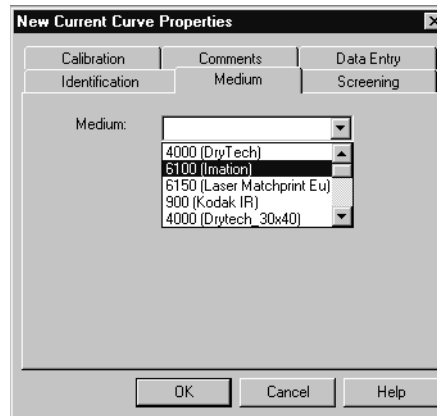 New Current Curve Properties
Calibration Comments Data Entry
Identification Medium Screening
Medium:
4000 (DryTech)
6100 (Imation)
6150 (Laser Matchprint Eu)
900 (Kodak IR)
4000 (Drytech_30x40)
OK Cancel Help